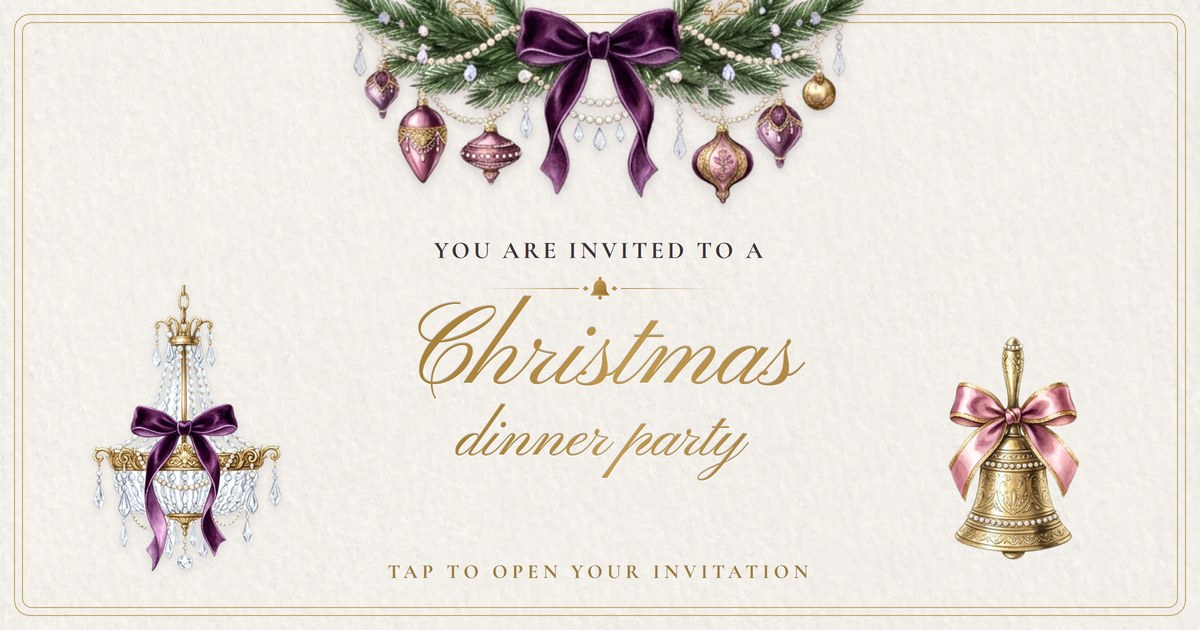 YOU ARE INVITED TO A
Christmas
dinner party
TAP TO OPEN YOUR INVITATION